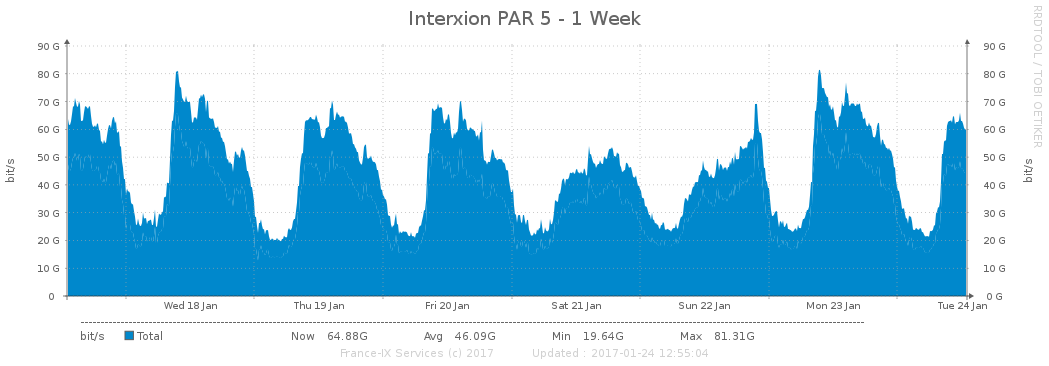 Interxion PAR 5 - 1 Week
RRDTOOL / TOBI OETIKER
90 G 90 G
80 G 80 G
70 G 70 G
60 G 60 G
50 G 50 G
40 G 40 G
30 G 30 G
20 G 20 G
10 G 10 G
0 0 G
bit/s
bit/s
Wed 18 Jan Thu 19 Jan Fri 20 Jan Sat 21 Jan Sun 22 Jan Mon 23 Jan Tue 24 Jan
bit/s Total Now 64.88G Avg 46.09G Min 19.64G Max 81.31G
France-IX Services (c) 2017 Updated : 2017-01-24 12:55:04